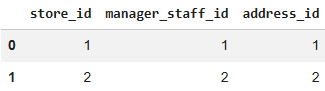 store_id manager_staff_id address_id
0 1 1 1
1 2 2 2